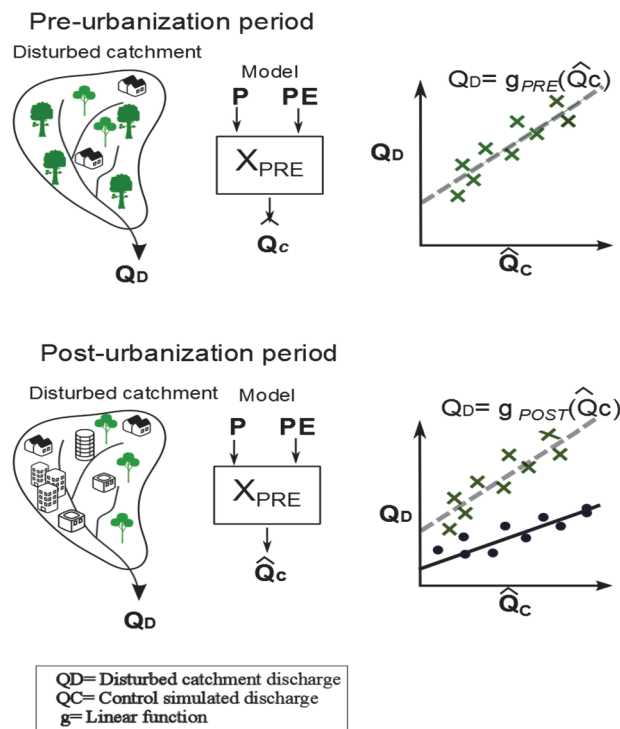 Pre-urbanization period
Disturbed catchment
Model
P PE
XPRE
Q̂c
QD
QD= gPRE(Q̂c)
QD
Q̂C
Post-urbanization period
Disturbed catchment
Model
P PE
XPRE
Q̂c
QD
QD= g POST(Q̂c)
QD
Q̂C
QD= Disturbed catchment discharge
QC= Control simulated discharge
g= Linear function